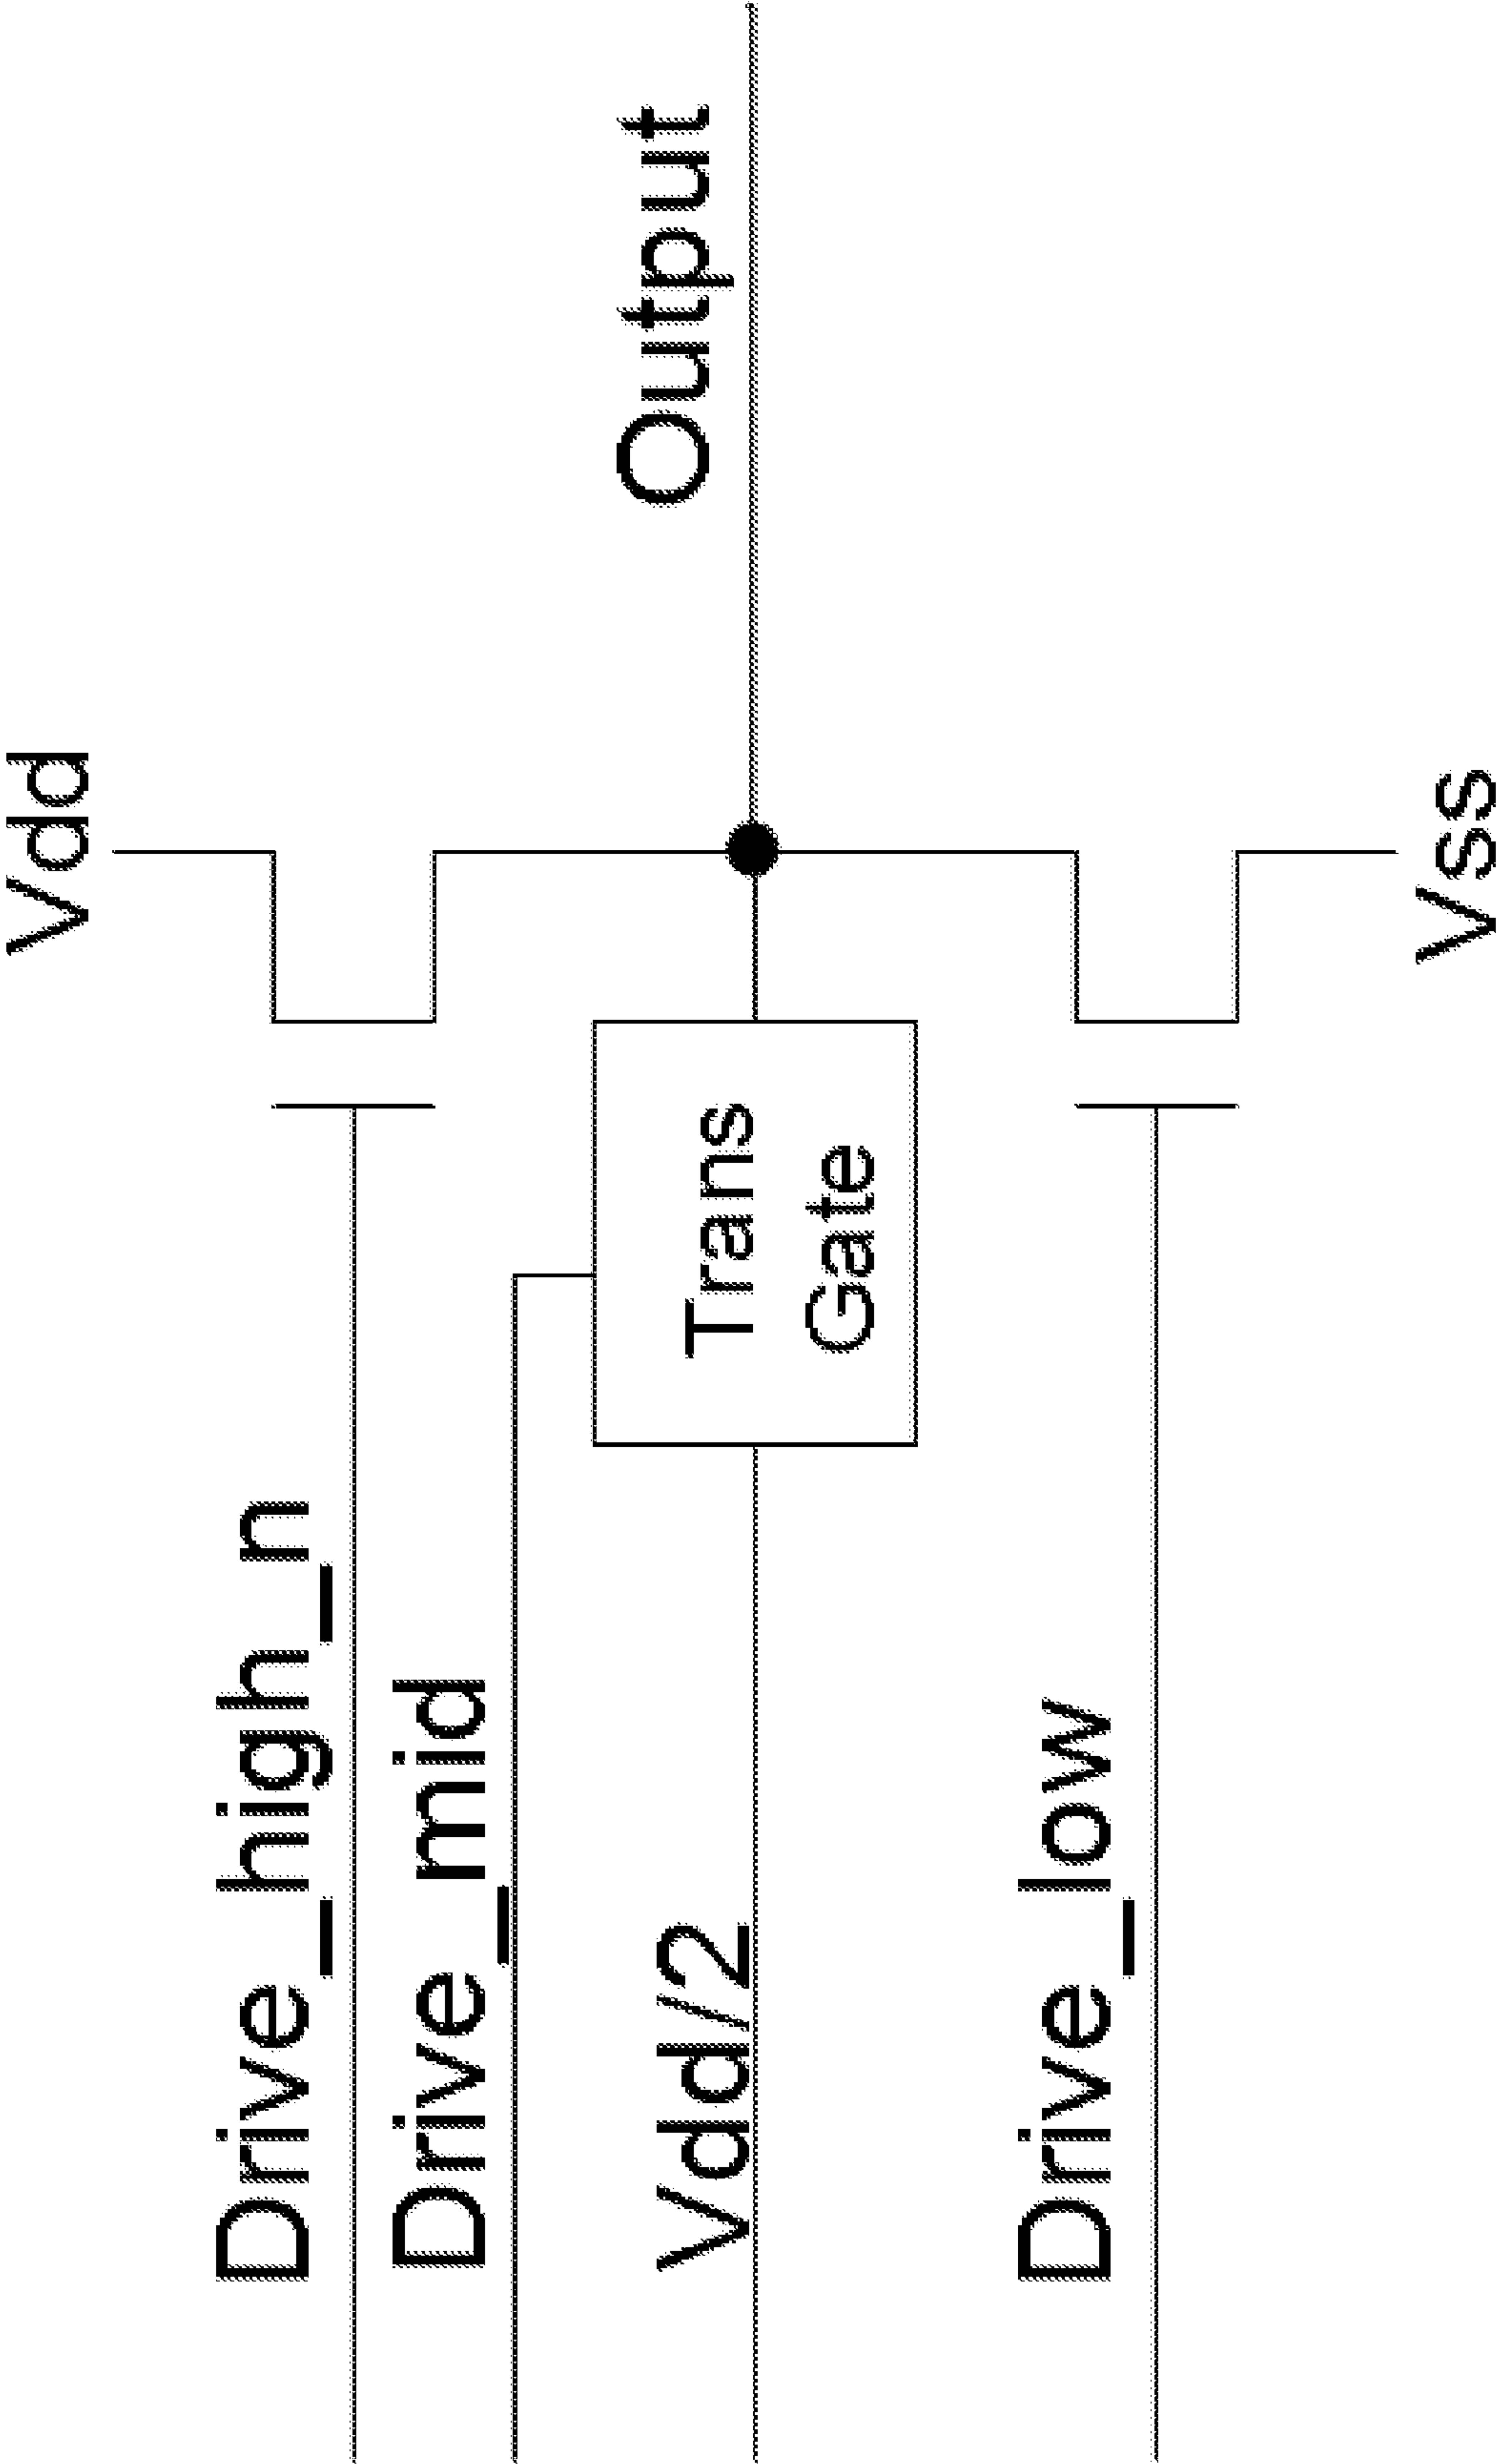 Vdd
Drive_high_n
Drive_mid
Output
Trans
Gate
Vdd/2
Drive_low
Vss